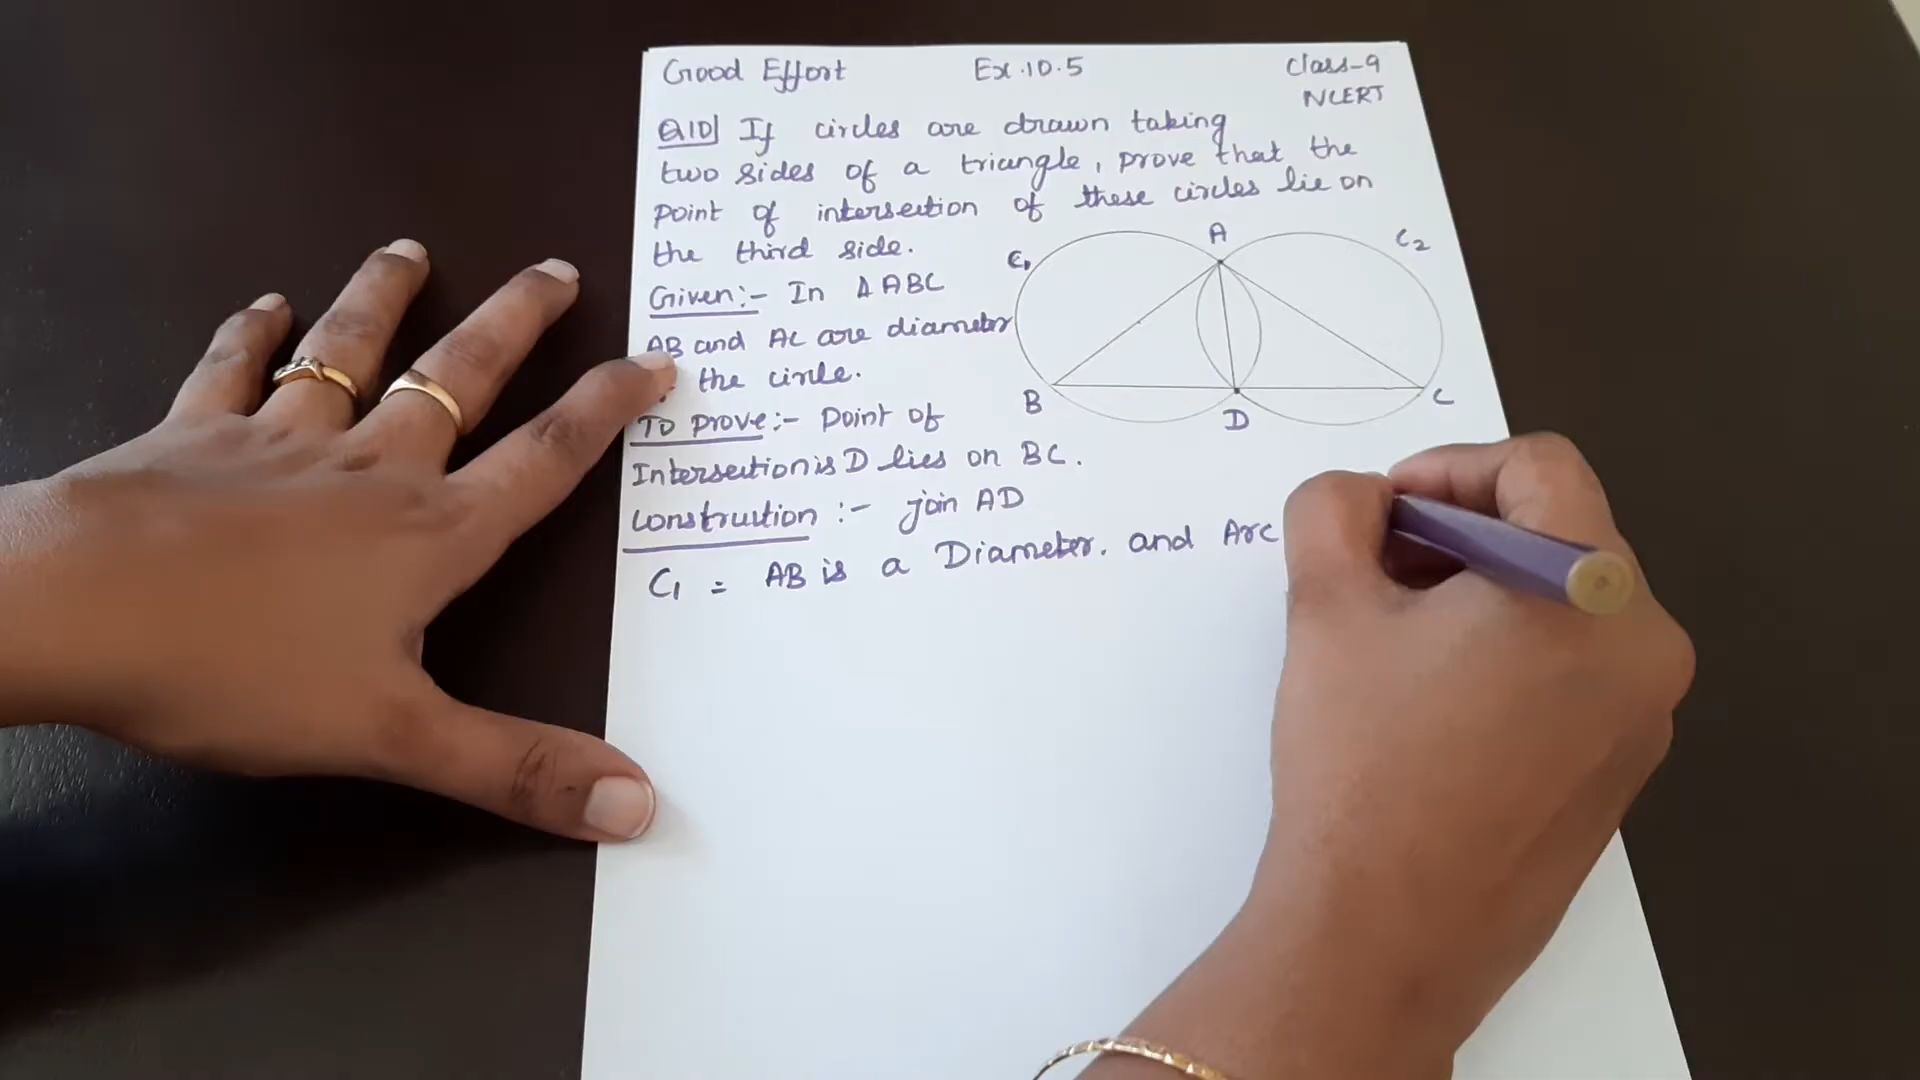 Good Effort Ex.10.5 Class-9
NCERT
Q10] If circles are drawn taking
two sides of a triangle, prove that the
point of intersection of these circles lie on
the third side.
Given:- In Δ ABC
AB and AC are diameter
the circle.
To prove:- Point of
Intersection is D lies on BC.
Construction :- join AD
C₁ = AB is a Diameter. and Arc
A
C₁
C₂
B
D
C